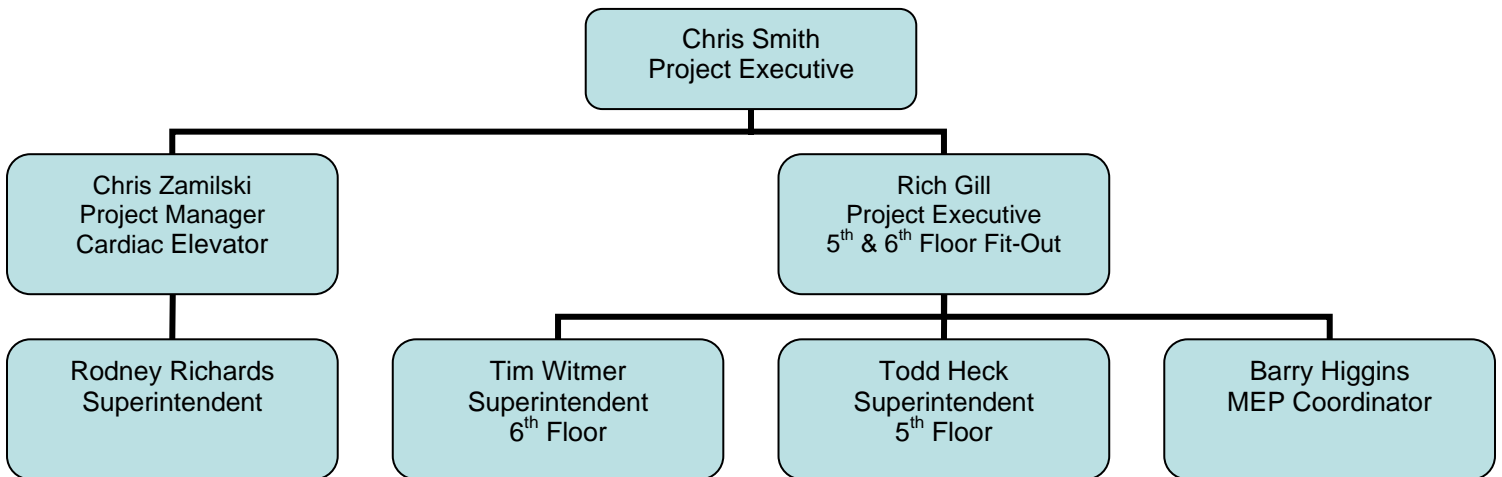 Chris Smith
Project Executive
Chris Zamilski
Project Manager
Cardiac Elevator
Rich Gill
Project Executive
5th & 6th Floor Fit-Out
Rodney Richards
Superintendent
Tim Witmer
Superintendent
6th Floor
Todd Heck
Superintendent
5th Floor
Barry Higgins
MEP Coordinator